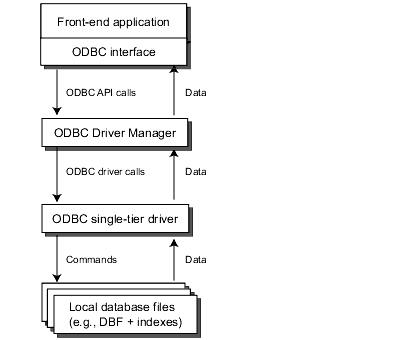 Front-end application
ODBC interface
ODBC API calls
Data
ODBC Driver Manager
ODBC driver calls
Data
ODBC single-tier driver
Commands
Data
Local database files
(e.g., DBF + indexes)